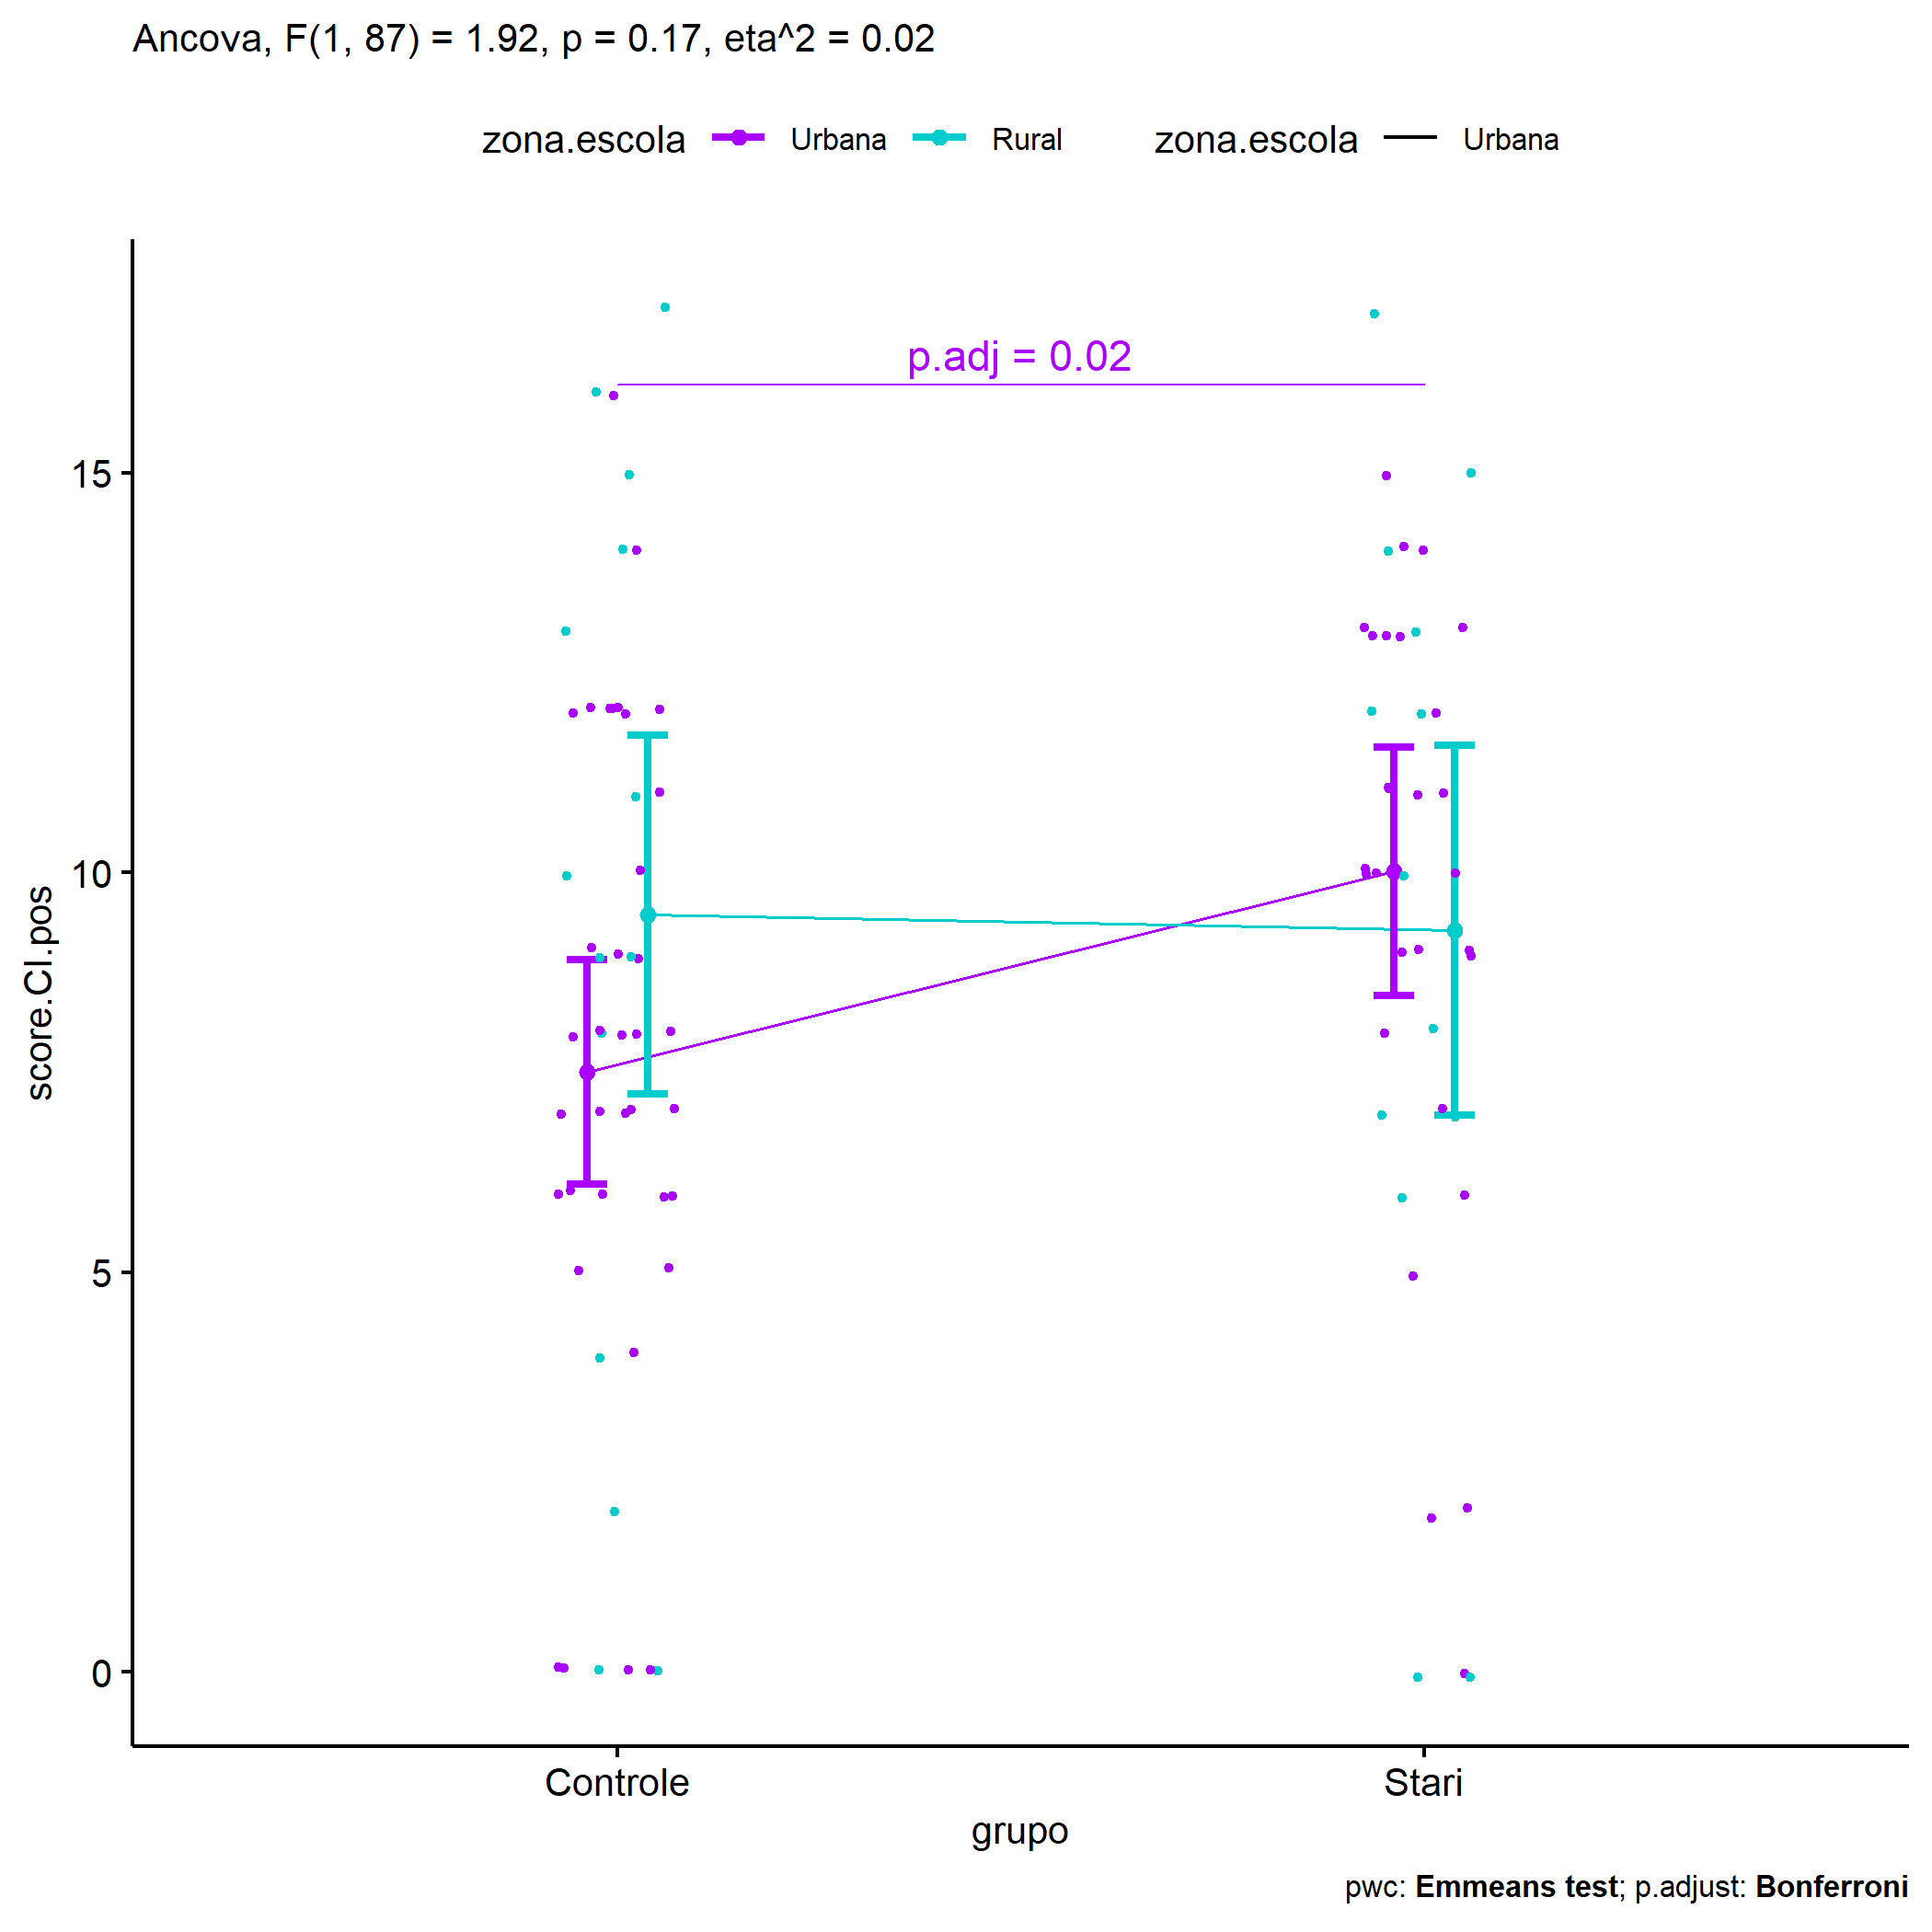 Ancova, F(1, 87) = 1.92, p = 0.17, eta^2 = 0.02
zona.escola Urbana Rural zona.escola Urbana
p.adj = 0.02
15
10
5
0
score.CI.pos
Controle Stari
grupo
pwc: Emmeans test; p.adjust: Bonferroni